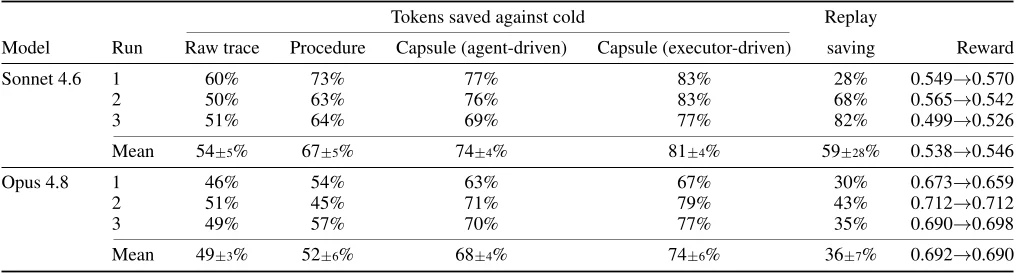 Tokens saved against cold Replay
Model Run Raw trace Procedure Capsule (agent-driven) Capsule (executor-driven) saving Reward
Sonnet 4.6 1 60% 73% 77% 83% 28% 0.549→0.570
2 50% 63% 76% 83% 68% 0.565→0.542
3 51% 64% 69% 77% 82% 0.499→0.526
Mean 54±5% 67±5% 74±4% 81±4% 59±28% 0.538→0.546
Opus 4.8 1 46% 54% 63% 67% 30% 0.673→0.659
2 51% 45% 71% 79% 43% 0.712→0.712
3 49% 57% 70% 77% 35% 0.690→0.698
Mean 49±3% 52±6% 68±4% 74±6% 36±7% 0.692→0.690